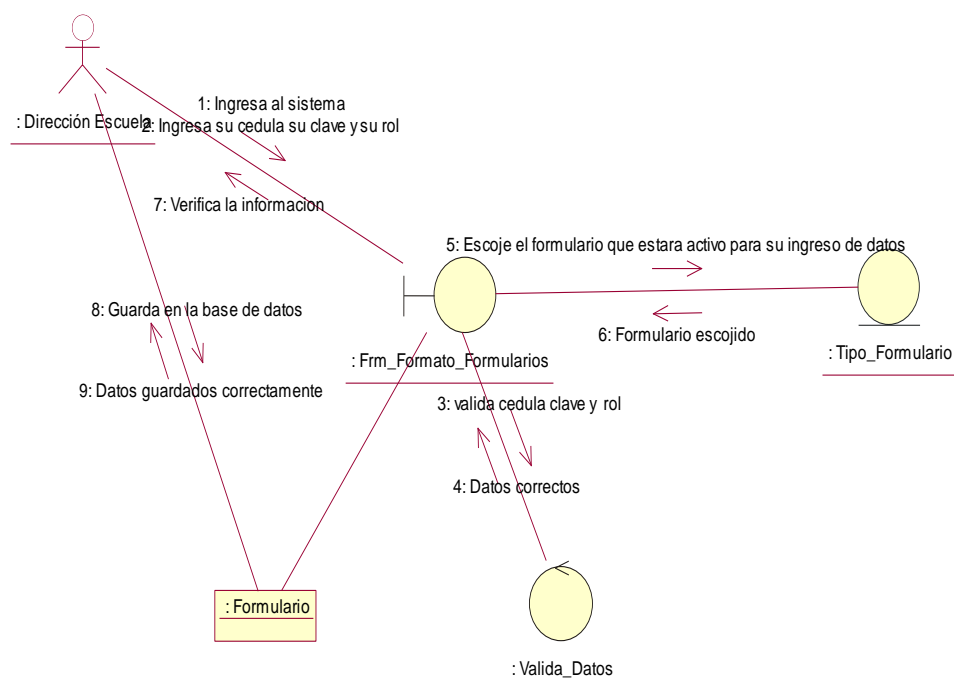 1: Ingresa al sistema
: Dirección Escuela
2: Ingresa su cedula su clave y su rol
7: Verifica la informacion
5: Escoje el formulario que estara activo para su ingreso de datos
8: Guarda en la base de datos
6: Formulario escojido
: Frm_Formato_Formularios
: Tipo_Formulario
9: Datos guardados correctamente
3: valida cedula clave y rol
4: Datos correctos
: Formulario
: Valida_Datos